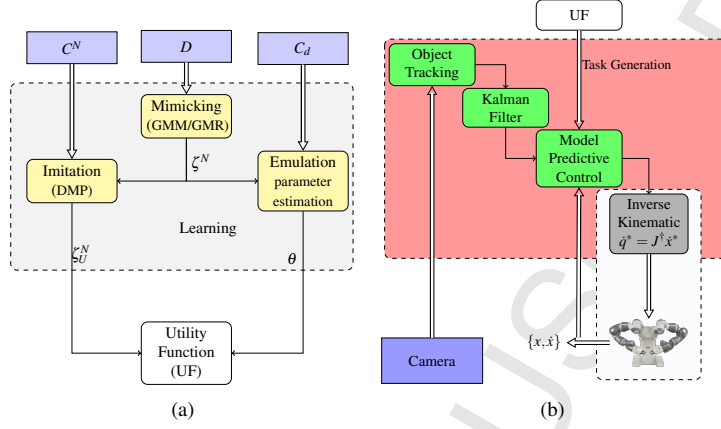 C^N
D
C_d
Mimicking
(GMM/GMR)
ζ^N
Imitation
(DMP)
Emulation
parameter
estimation
Learning
ζ_U^N
θ
Utility
Function
(UF)
(a)
UF
Object
Tracking
Task Generation
Kalman
Filter
Model
Predictive
Control
Inverse
Kinematic
q̇* = J†ẋ*
{x,ẋ}
Camera
(b)